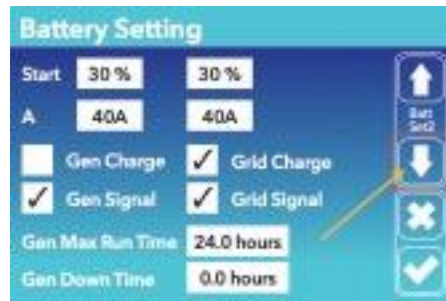 Battery Setting
Start 30% 30%
A 40A 40A
Gen Charge Grid Charge
Gen Signal Grid Signal
Gen Max Run Time 24.0 hours
Gen Down Time 0.0 hours
Batt
Set2